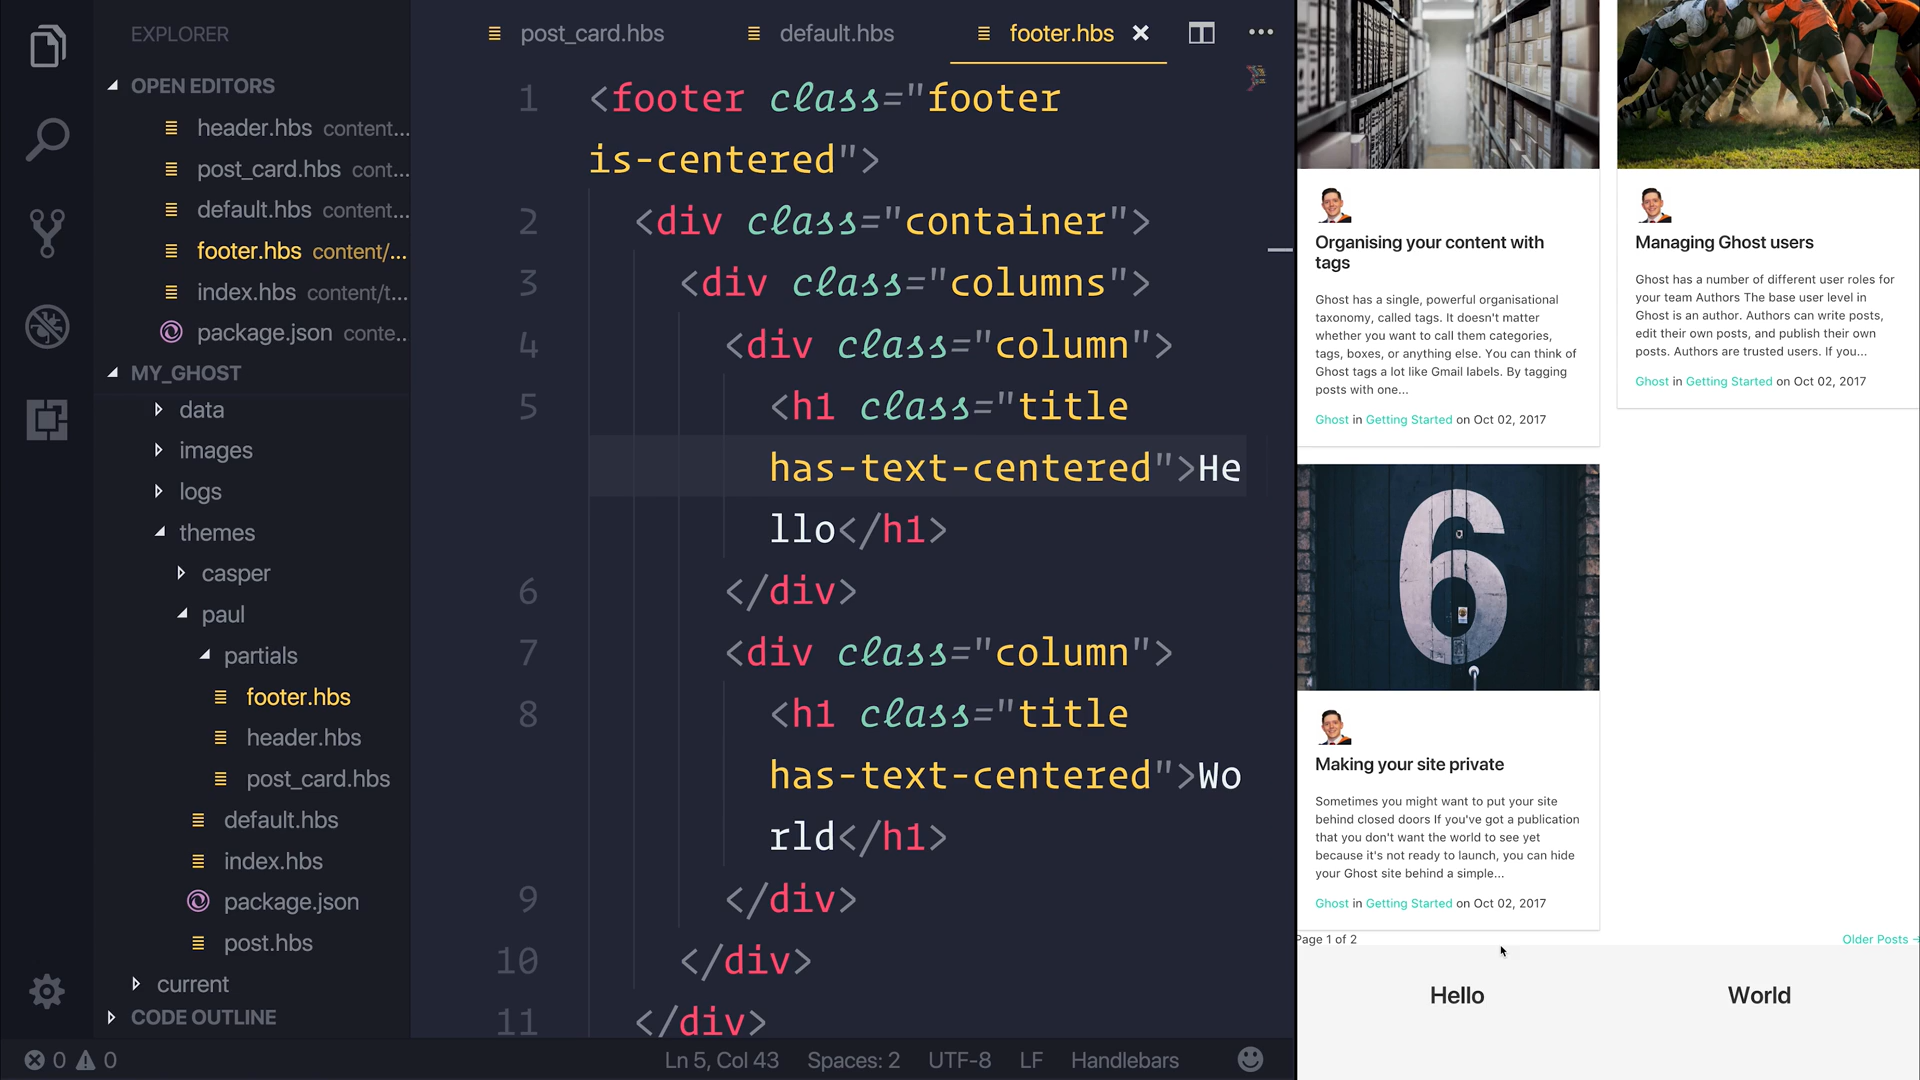 EXPLORER
OPEN EDITORS
header.hbs content...
post_card.hbs cont...
default.hbs content...
footer.hbs content/...
index.hbs content/t...
package.json conte..
MY_GHOST
data
images
logs
themes
casper
paul
partials
footer.hbs
header.hbs
post_card.hbs
default.hbs
index.hbs
package.json
post.hbs
current
CODE OUTLINE
post_card.hbs default.hbs footer.hbs
1 <footer class="footer
is-centered">
2 <div class="container">
3 <div class="columns">
4 <div class="column">
5 <h1 class="title
has-text-centered">He
llo</h1>
6 </div>
7 <div class="column">
8 <h1 class="title
has-text-centered">Wo
rld</h1>
9 </div>
10 </div>
11 </div>
0 0 Ln 5, Col 43 Spaces: 2 UTF-8 LF Handlebars
Organising your content with
tags
Ghost has a single, powerful organisational
taxonomy, called tags. It doesn't matter
whether you want to call them categories,
tags, boxes, or anything else. You can think of
Ghost tags a lot like Gmail labels. By tagging
posts with one...
Ghost in Getting Started on Oct 02, 2017
Managing Ghost users
Ghost has a number of different user roles for
your team Authors The base user level in
Ghost is an author. Authors can write posts,
edit their own posts, and publish their own
posts. Authors are trusted users. If you...
Ghost in Getting Started on Oct 02, 2017
6
Making your site private
Sometimes you might want to put your site
behind closed doors If you've got a publication
that you don't want the world to see yet
because it's not ready to launch, you can hide
your Ghost site behind a simple...
Ghost in Getting Started on Oct 02, 2017
Page 1 of 2 Older Posts →
Hello World